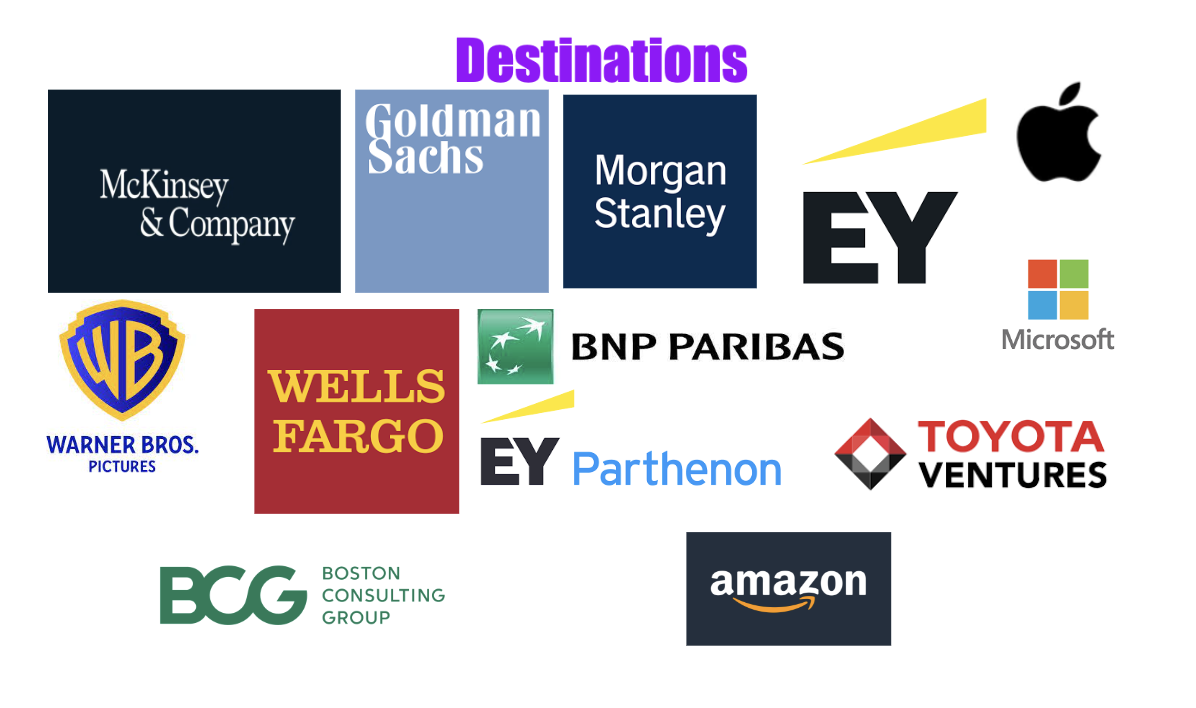 Destinations
McKinsey
& Company
Goldman
Sachs
Morgan
Stanley
EY
Microsoft
WB
WARNER BROS.
PICTURES
WELLS
FARGO
BNP PARIBAS
EY Parthenon
TOYOTA
VENTURES
BCG
BOSTON
CONSULTING
GROUP
amazon